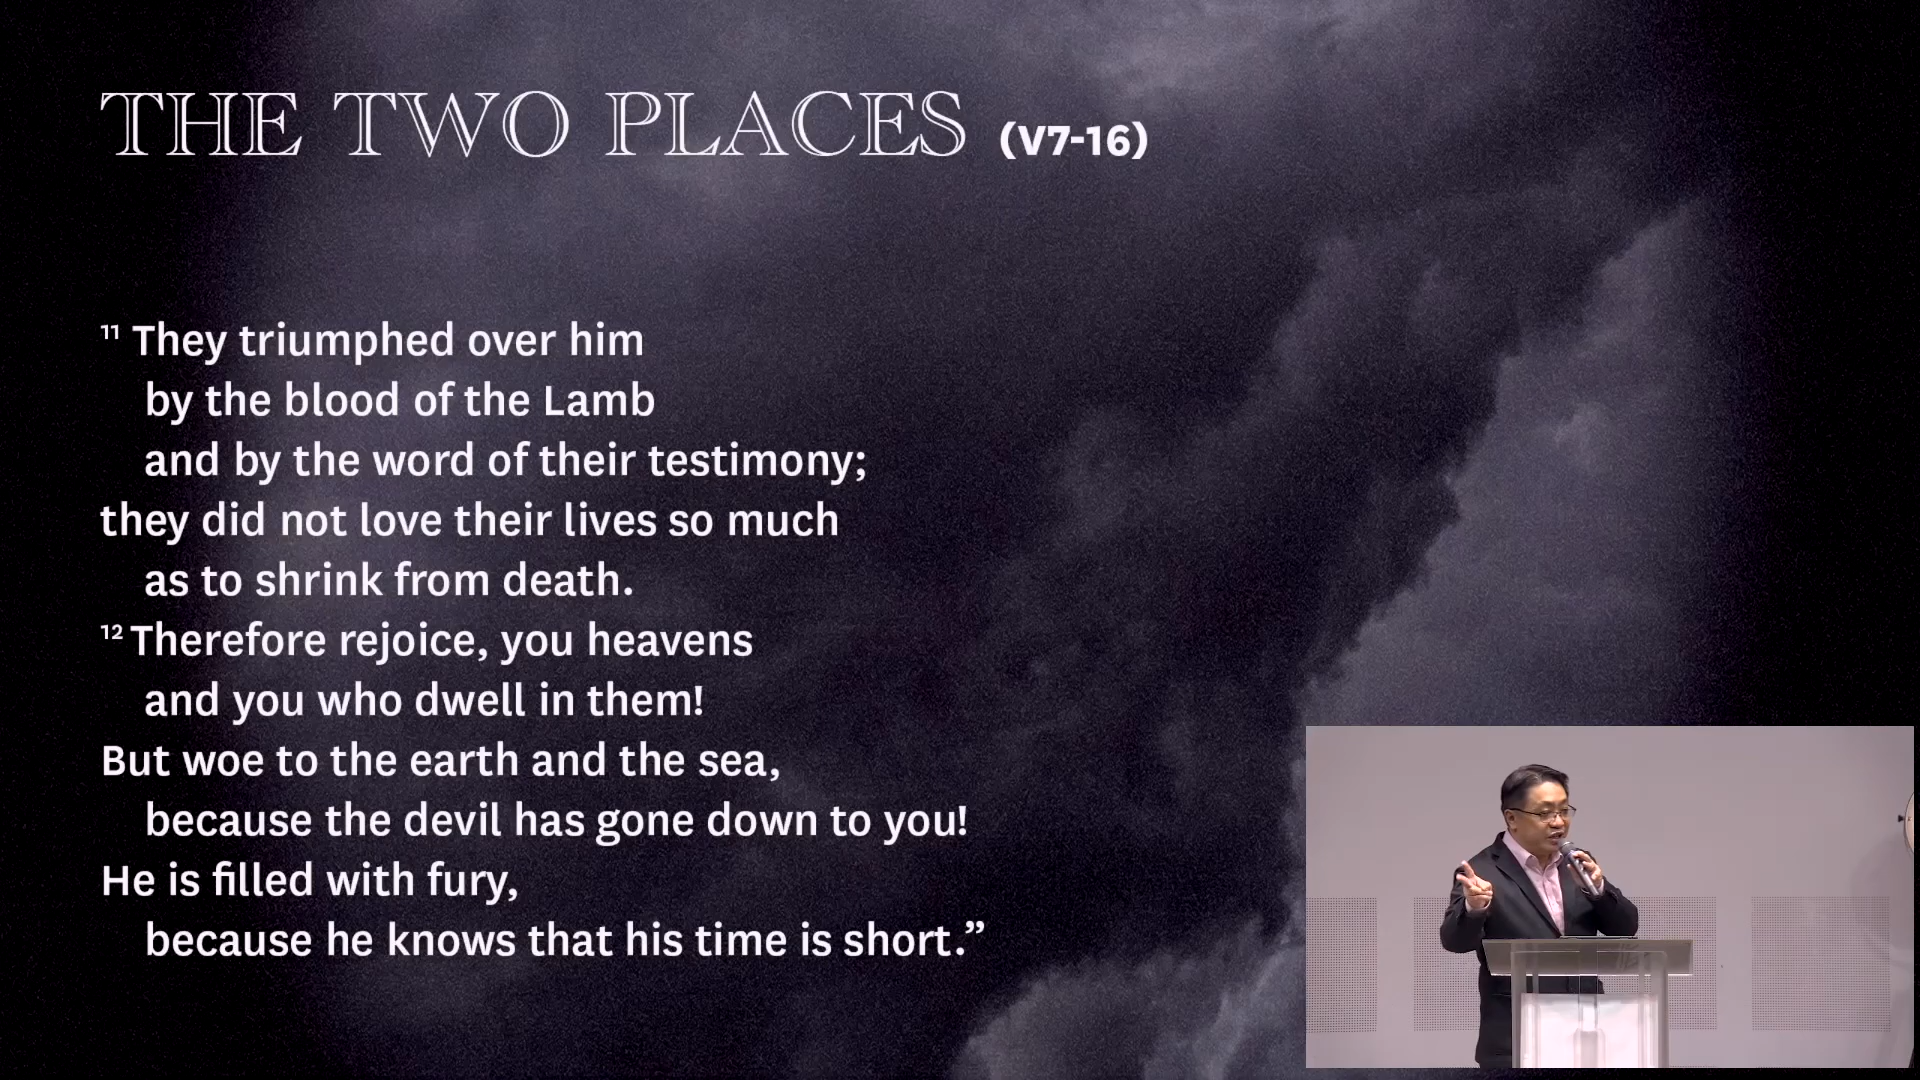 THE TWO PLACES (V7-16)
¹¹ They triumphed over him
by the blood of the Lamb
and by the word of their testimony;
they did not love their lives so much
as to shrink from death.
¹² Therefore rejoice, you heavens
and you who dwell in them!
But woe to the earth and the sea,
because the devil has gone down to you!
He is filled with fury,
because he knows that his time is short.”